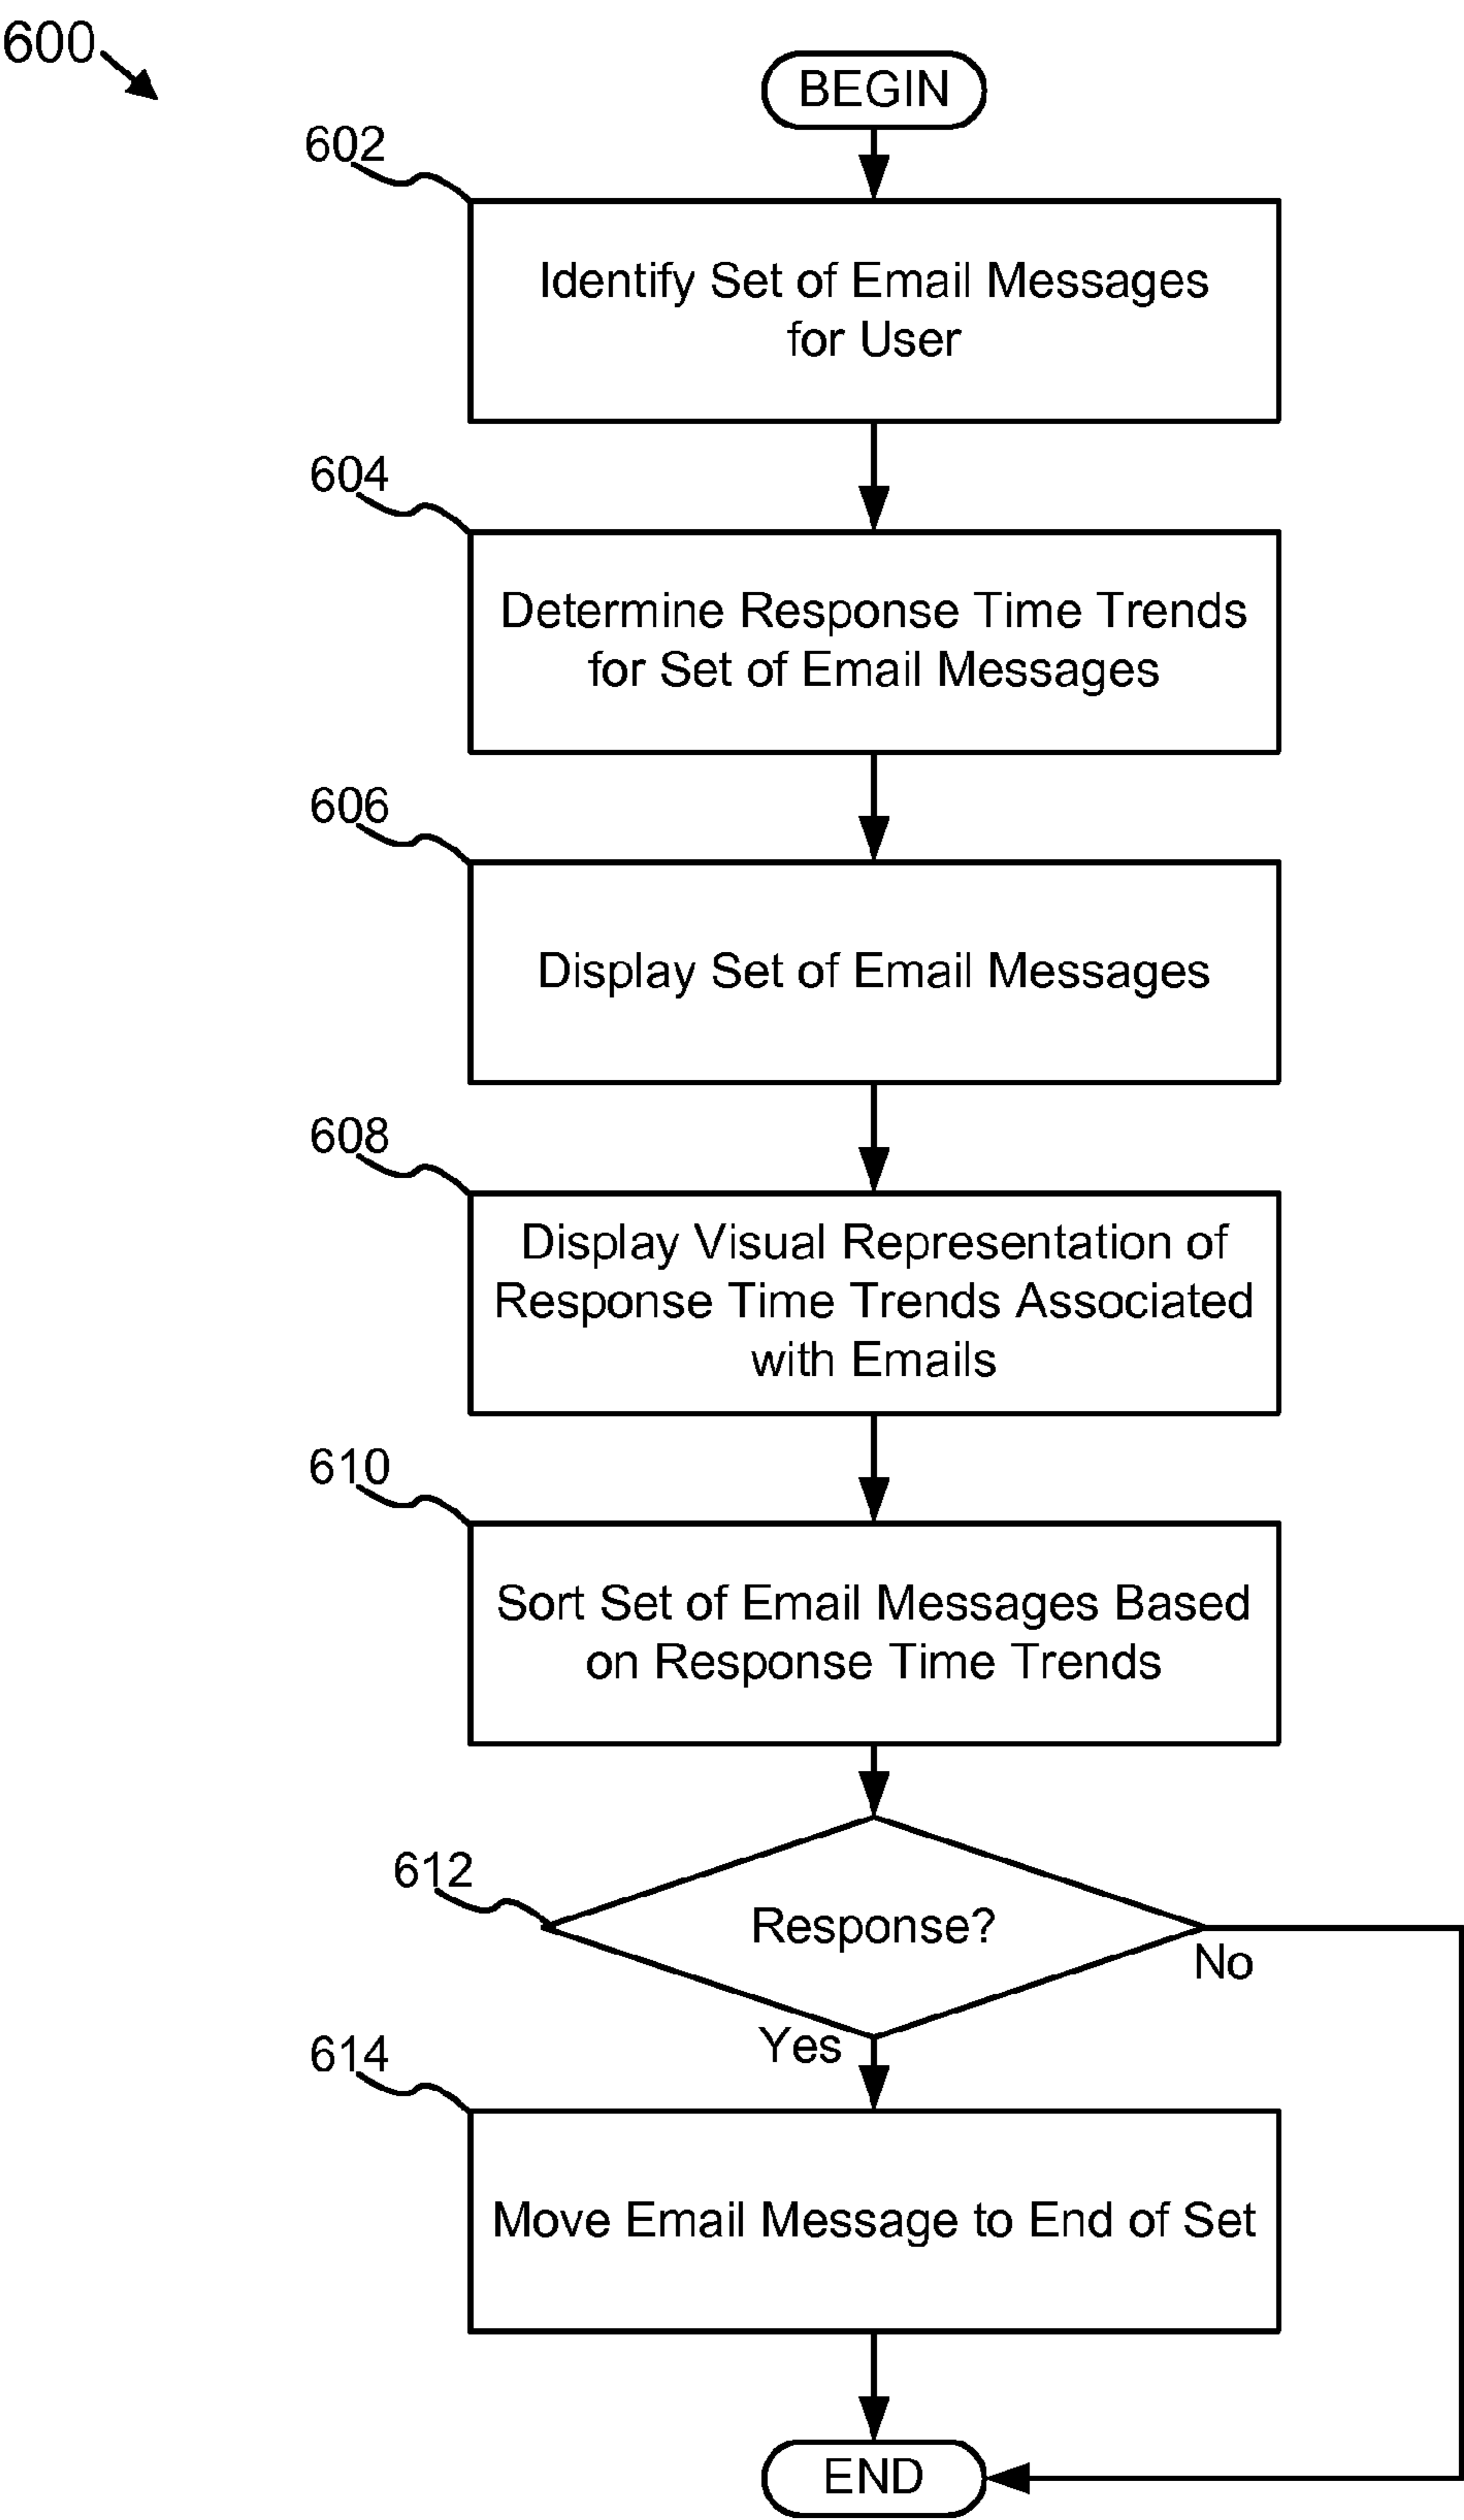 600
BEGIN
602
Identify Set of Email Messages
for User
604
Determine Response Time Trends
for Set of Email Messages
606
Display Set of Email Messages
608
Display Visual Representation of
Response Time Trends Associated
with Emails
610
Sort Set of Email Messages Based
on Response Time Trends
612
Response?
No
Yes
614
Move Email Message to End of Set
END